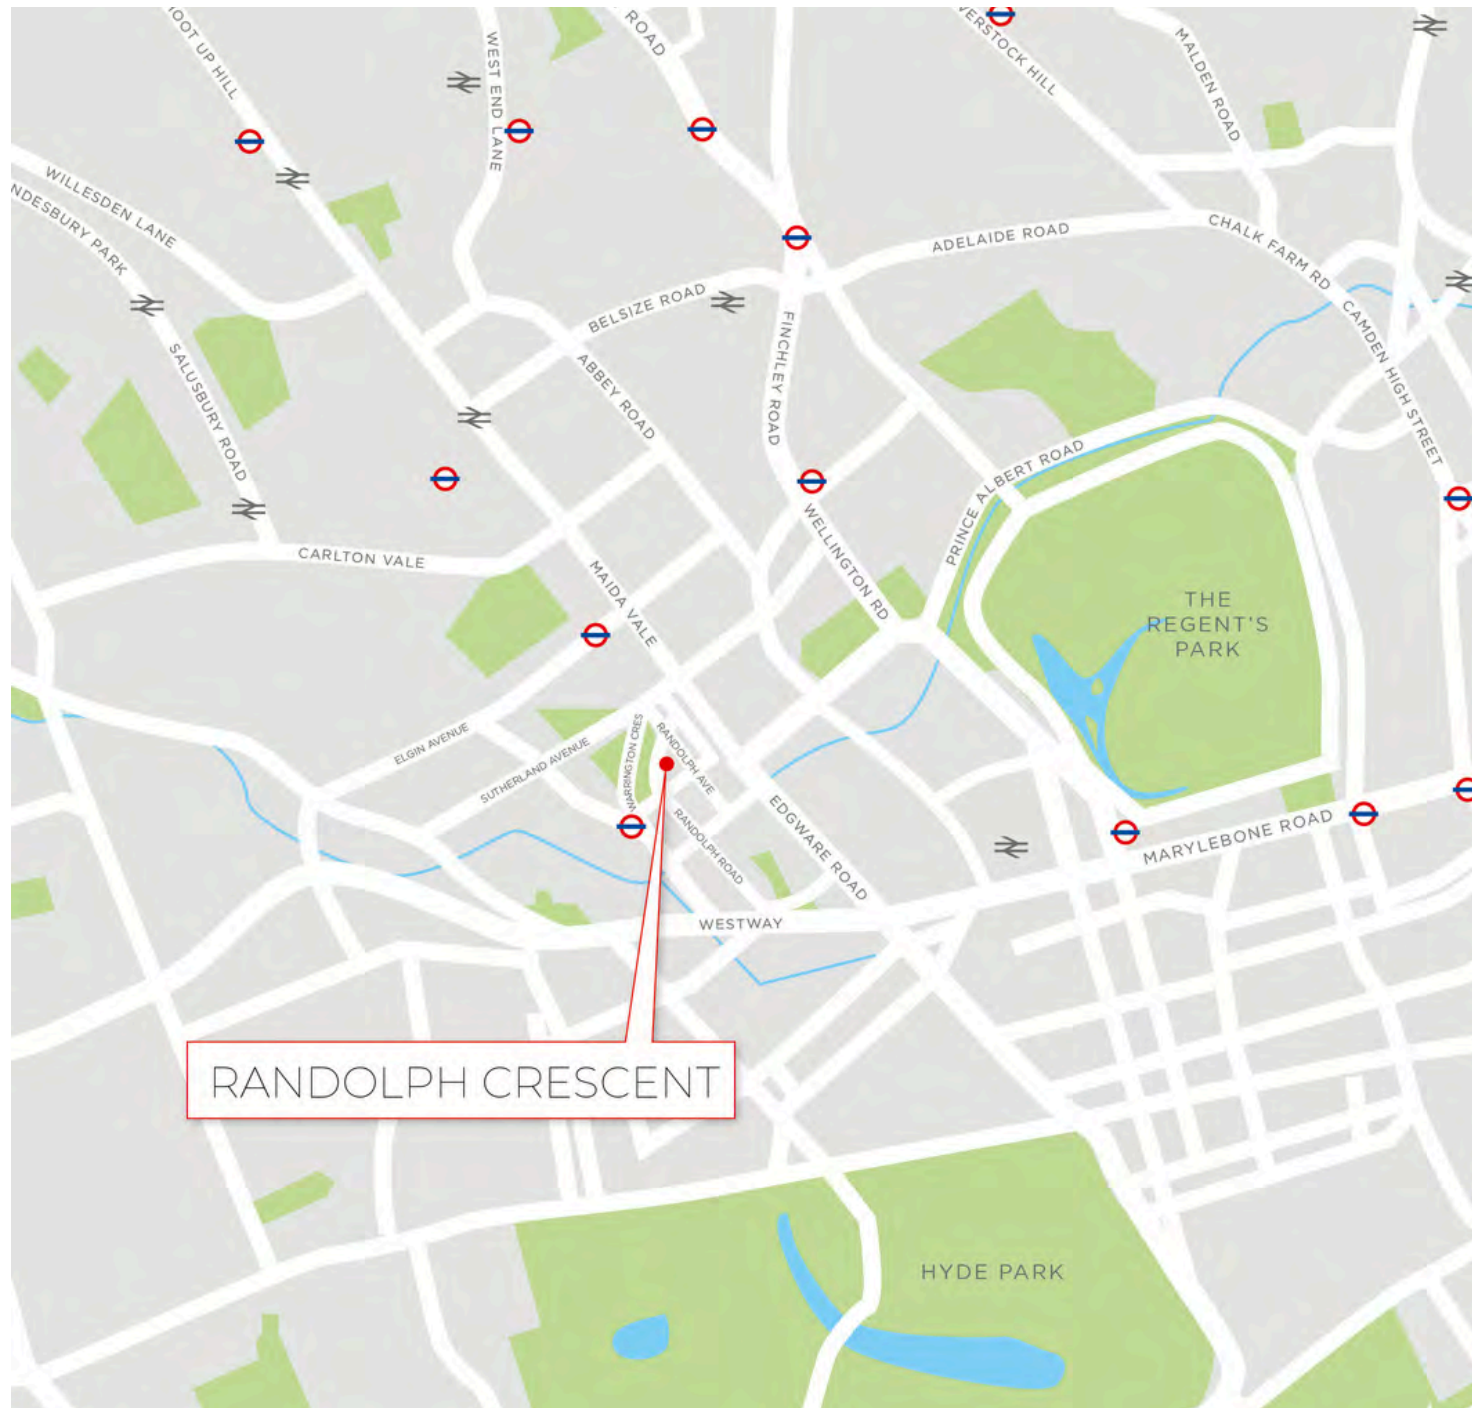 HOOT UP HILL
WEST END LANE
ROAD
VERSTOCK HILL
MALDEN ROAD
WILLESDEN LANE
NDESBURY PARK
ADELAIDE ROAD
CHALK FARM RD
BELSIZE ROAD
FINCHLEY ROAD
CAMDEN HIGH STREET
SALUSBURY ROAD
ABBEY ROAD
PRINCE ALBERT ROAD
CARLTON VALE
MAIDA VALE
WELLINGTON RD
THE
REGENT'S
PARK
ELGIN AVENUE
SUTHERLAND AVENUE
WARRINGTON CRES
RANDOLPH AVE
RANDOLPH ROAD
EDGWARE ROAD
MARYLEBONE ROAD
WESTWAY
RANDOLPH CRESCENT
HYDE PARK